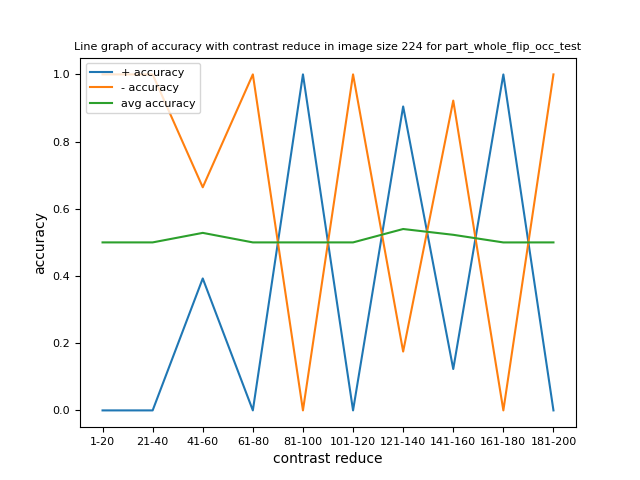 Line graph of accuracy with contrast reduce in image size 224 for part_whole_flip_occ_test
+ accuracy
- accuracy
avg accuracy
1.0
0.8
0.6
0.4
0.2
0.0
accuracy
1-20 21-40 41-60 61-80 81-100 101-120 121-140 141-160 161-180 181-200
contrast reduce